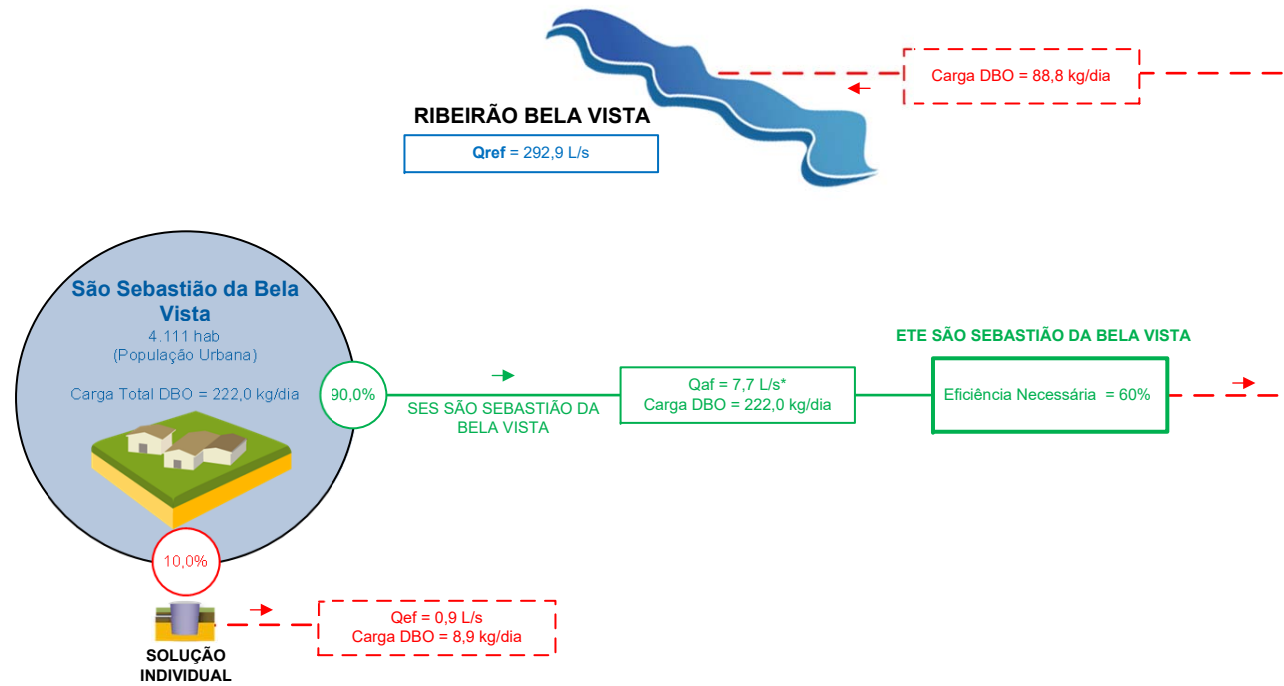 Carga DBO = 88,8 kg/dia
RIBEIRÃO BELA VISTA
Qref = 292,9 L/s
São Sebastião da Bela
Vista
4.111 hab
(População Urbana)
Carga Total DBO = 222,0 kg/dia
90,0%
SES SÃO SEBASTIÃO DA
BELA VISTA
Qaf = 7,7 L/s*
Carga DBO = 222,0 kg/dia
ETE SÃO SEBASTIÃO DA BELA VISTA
Eficiência Necessária = 60%
10,0%
SOLUÇÃO
INDIVIDUAL
Qef = 0,9 L/s
Carga DBO = 8,9 kg/dia